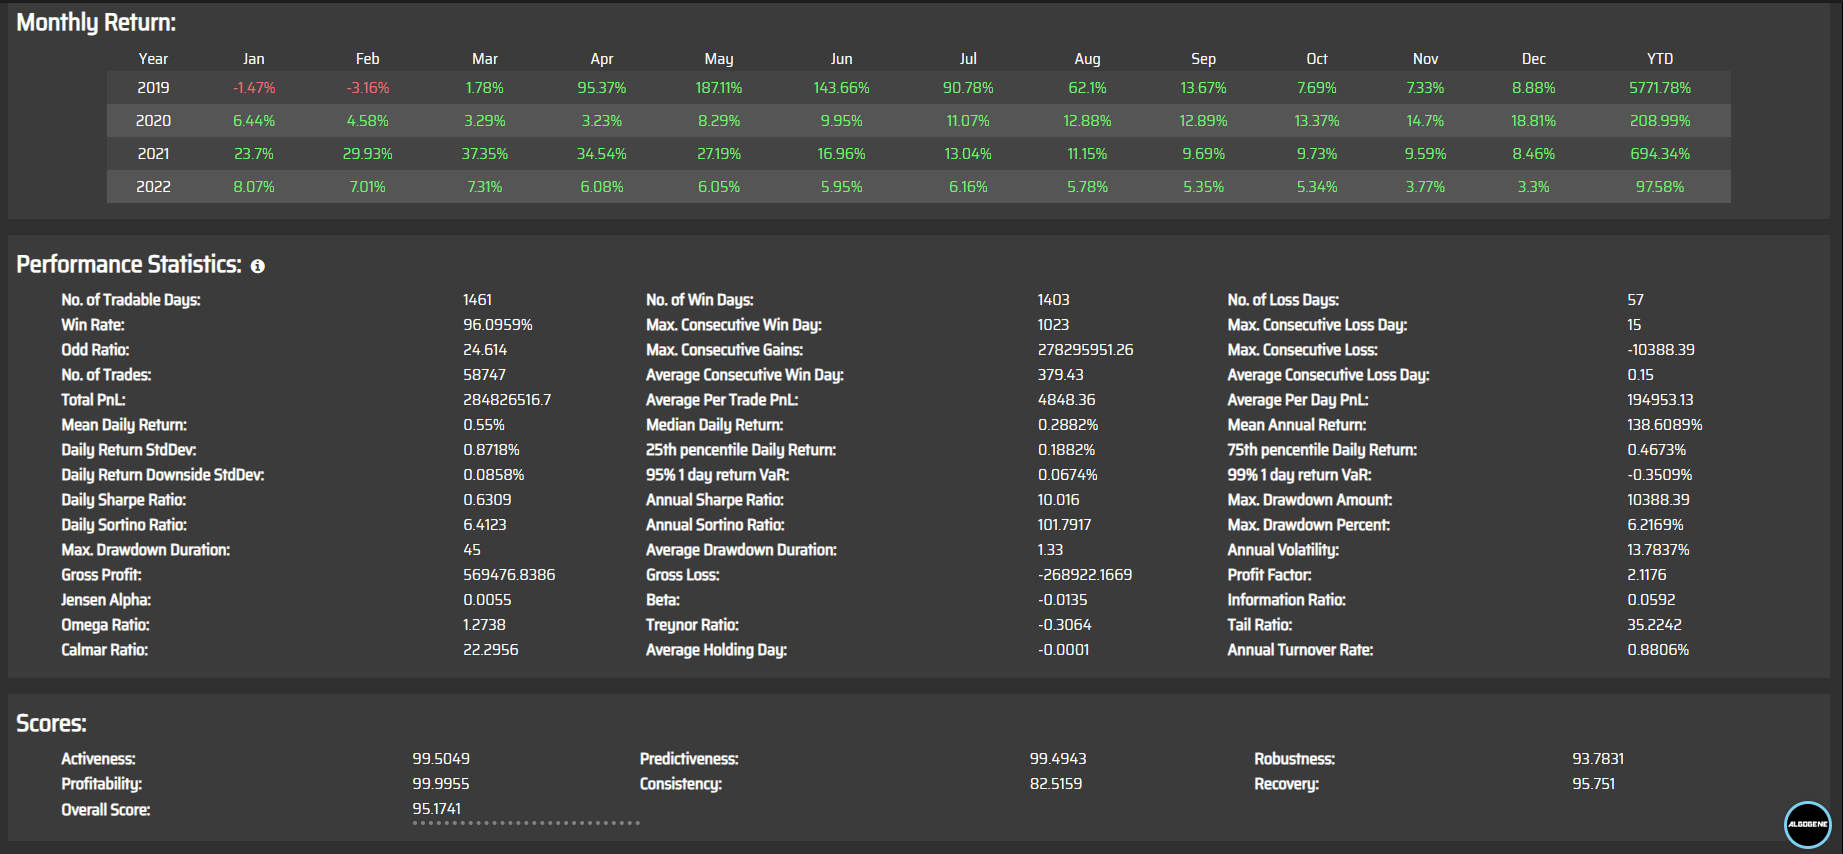 Monthly Return:
Year Jan Feb Mar Apr May Jun Jul Aug Sep Oct Nov Dec YTD
2019 -1.47% -3.16% 1.78% 95.37% 187.11% 143.66% 90.78% 62.1% 13.67% 7.69% 7.33% 8.88% 5771.78%
2020 6.44% 4.58% 3.29% 3.23% 8.29% 9.95% 11.07% 12.88% 12.89% 13.37% 14.7% 18.81% 208.99%
2021 23.7% 29.93% 37.35% 34.54% 27.19% 16.96% 13.04% 11.15% 9.69% 9.73% 9.59% 8.46% 694.34%
2022 8.07% 7.01% 7.31% 6.08% 6.05% 5.95% 6.16% 5.78% 5.35% 5.34% 3.77% 3.3% 97.58%
Performance Statistics:
No. of Tradable Days: 1461 No. of Win Days: 1403 No. of Loss Days: 57
Win Rate: 96.0959% Max. Consecutive Win Day: 1023 Max. Consecutive Loss Day: 15
Odd Ratio: 24.614 Max. Consecutive Gains: 278295951.26 Max. Consecutive Loss: -10388.39
No. of Trades: 58747 Average Consecutive Win Day: 379.43 Average Consecutive Loss Day: 0.15
Total PnL: 284826516.7 Average Per Trade PnL: 4848.36 Average Per Day PnL: 194953.13
Mean Daily Return: 0.55% Median Daily Return: 0.2882% Mean Annual Return: 138.6089%
Daily Return StdDev: 0.8718% 25th percentile Daily Return: 0.1882% 75th percentile Daily Return: 0.4673%
Daily Return Downside StdDev: 0.0858% 95% 1 day return VaR: 0.0674% 99% 1 day return VaR: -0.3509%
Daily Sharpe Ratio: 0.6309 Annual Sharpe Ratio: 10.016 Max. Drawdown Amount: 10388.39
Daily Sortino Ratio: 6.4123 Annual Sortino Ratio: 101.7917 Max. Drawdown Percent: 6.2169%
Max. Drawdown Duration: 45 Average Drawdown Duration: 1.33 Annual Volatility: 13.7837%
Gross Profit: 569476.8386 Gross Loss: -268922.1669 Profit Factor: 2.1176
Jensen Alpha: 0.0055 Beta: -0.0135 Information Ratio: 0.0592
Omega Ratio: 1.2738 Treynor Ratio: -0.3064 Tail Ratio: 35.2242
Calmar Ratio: 22.2956 Average Holding Day: -0.0001 Annual Turnover Rate: 0.8806%
Scores:
Activeness: 99.5049 Predictiveness: 99.4943 Robustness: 93.7831
Profitability: 99.9955 Consistency: 82.5159 Recovery: 95.751
Overall Score: 95.1741
ALGOGENE